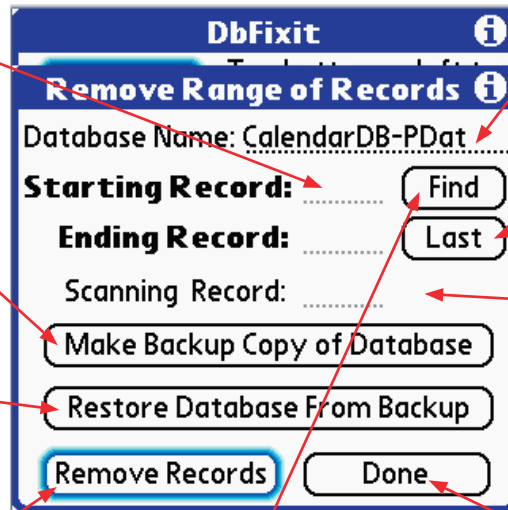 DbFixit
Remove Range of Records
Database Name: CalendarDB-PDat
Starting Record: Find
Ending Record: Last
Scanning Record:
Make Backup Copy of Database
Restore Database From Backup
Remove Records Done